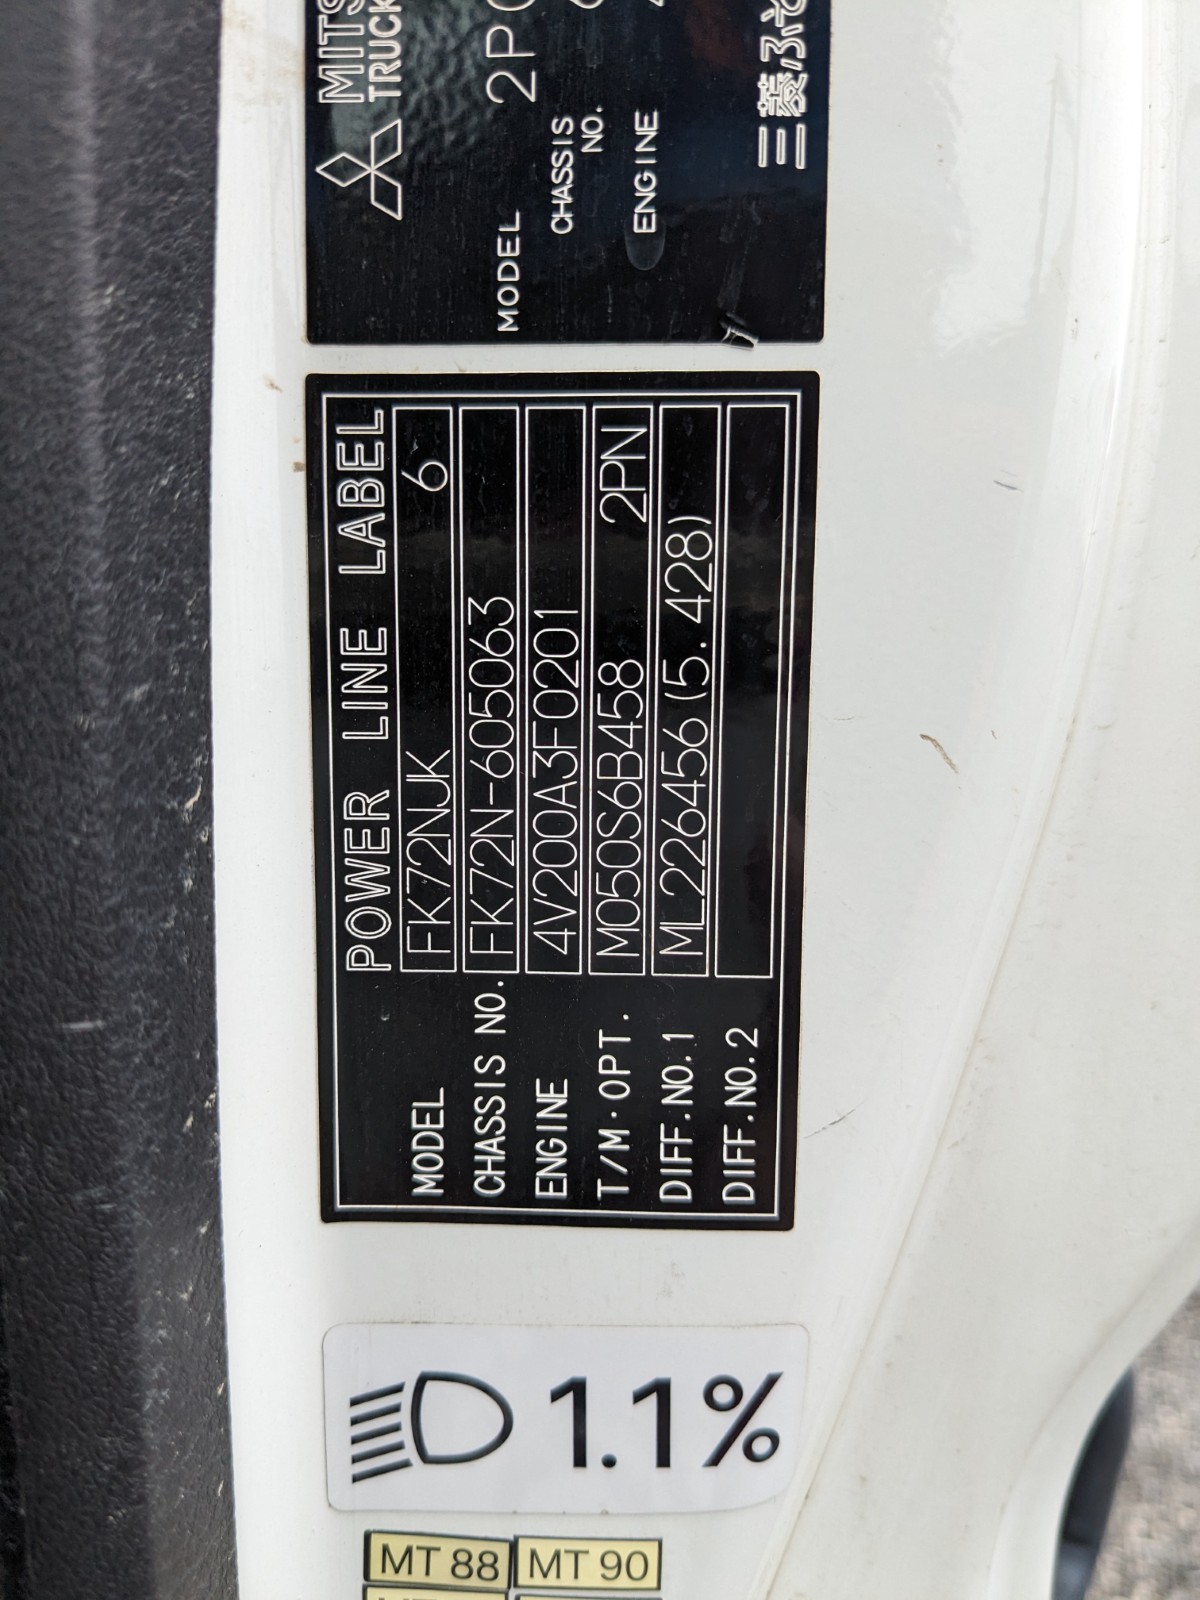 MITS
TRUCK
MODEL 2P
CHASSIS
NO.
ENGINE
三菱ふそ
POWER LINE LABEL
MODEL FK72NJK 6
CHASSIS NO. FK72N-605063
ENGINE 4V200A3F0201
T/M·OPT. M050S6B458 2PN
DIFF.NO.1 ML226456(5.428)
DIFF.NO.2
1.1%
MT 88 MT 90